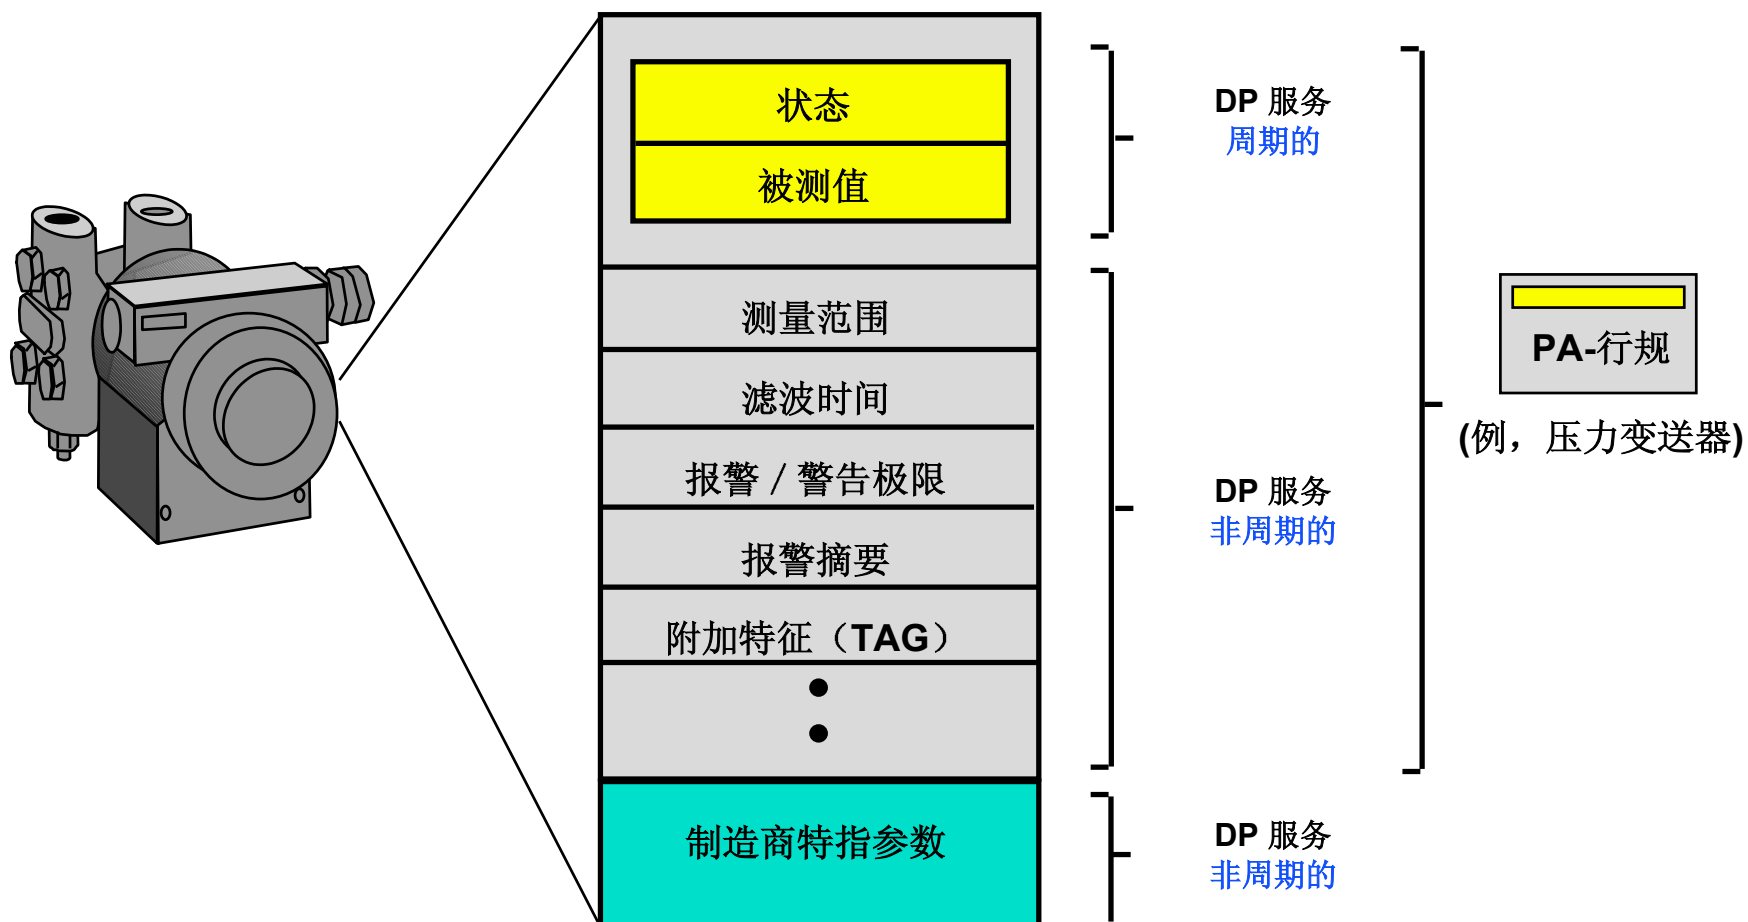 状态
被测值
测量范围
滤波时间
报警 / 警告极限
报警摘要
附加特征（TAG）
制造商特指参数
DP 服务
周期的
DP 服务
非周期的
DP 服务
非周期的
PA-行规
(例，压力变送器)